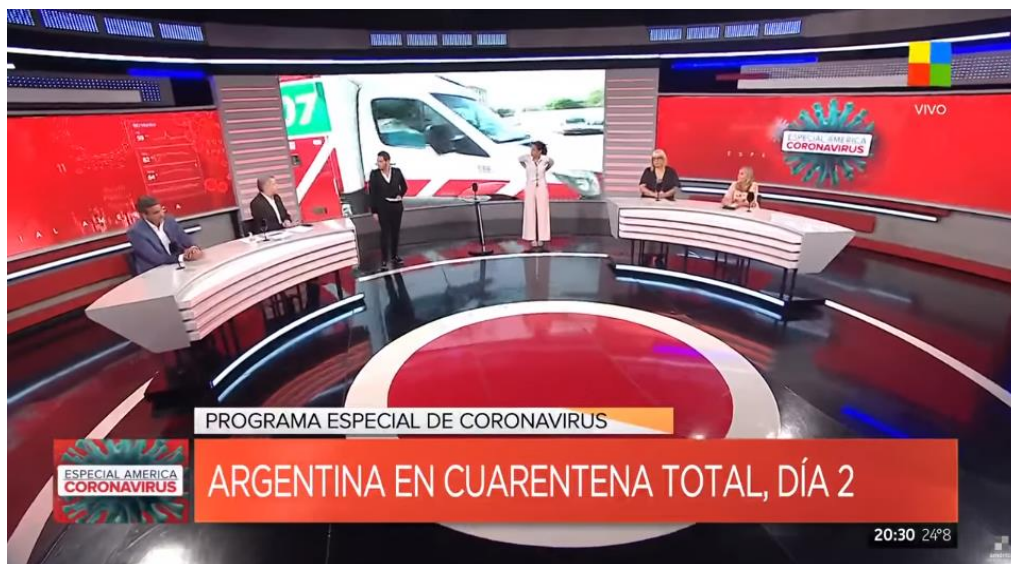 07
VIVO
ESPECIAL AMERICA
CORONAVIRUS
PROGRAMA ESPECIAL DE CORONAVIRUS
ESPECIAL AMERICA
CORONAVIRUS
ARGENTINA EN CUARENTENA TOTAL, DÍA 2
20:30 24°8